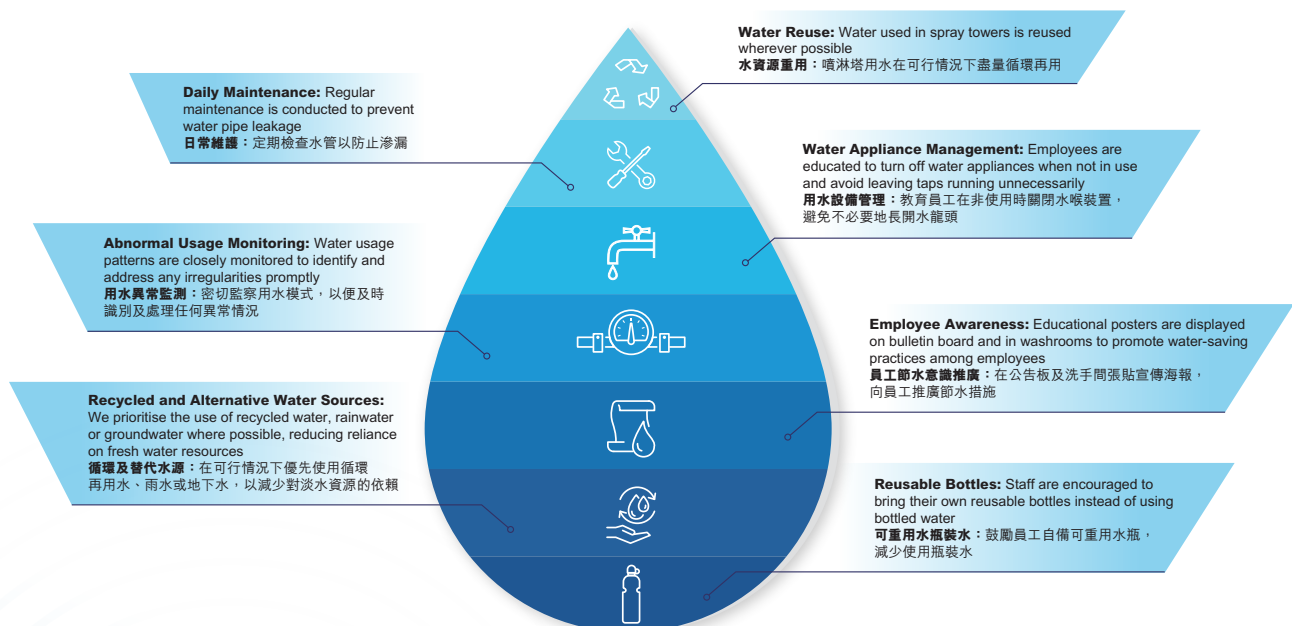 Water Reuse: Water used in spray towers is reused
wherever possible
水資源重用：噴淋塔用水在可行情況下盡量循環再用
Daily Maintenance: Regular
maintenance is conducted to prevent
water pipe leakage
日常維護：定期檢查水管以防止滲漏
Water Appliance Management: Employees are
educated to turn off water appliances when not in use
and avoid leaving taps running unnecessarily
用水設備管理：教育員工在非使用時關閉水喉裝置，
避免不必要地長開水龍頭
Abnormal Usage Monitoring: Water usage
patterns are closely monitored to identify and
address any irregularities promptly
用水異常監測：密切監察用水模式，以便及時
識別及處理任何異常情況
Employee Awareness: Educational posters are displayed
on bulletin board and in washrooms to promote water-saving
practices among employees
員工節水意識推廣：在公告板及洗手間張貼宣傳海報，
向員工推廣節水措施
Recycled and Alternative Water Sources:
We prioritise the use of recycled water, rainwater
or groundwater where possible, reducing reliance
on fresh water resources
循環及替代水源：在可行情況下優先使用循環
再用水、雨水或地下水，以減少對淡水資源的依賴
Reusable Bottles: Staff are encouraged to
bring their own reusable bottles instead of using
bottled water
可重用水瓶裝水：鼓勵員工自備可重用水瓶，
減少使用瓶裝水